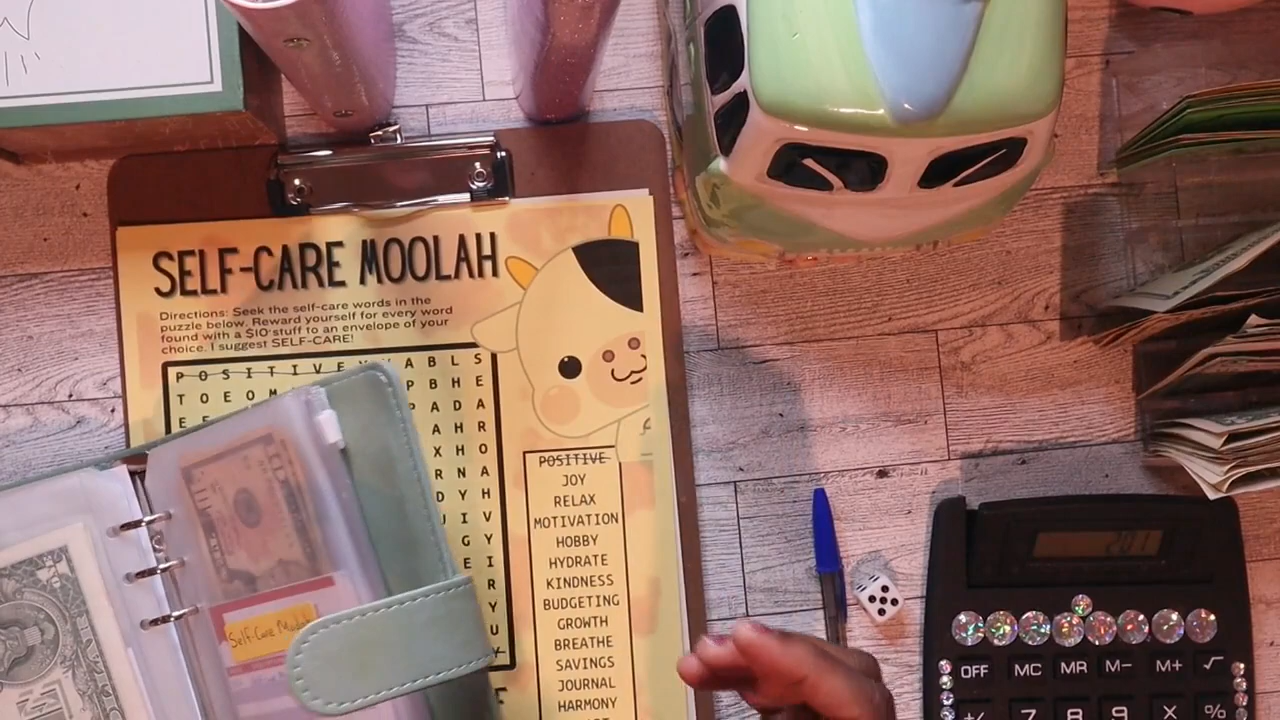 SELF-CARE MOOLAH
Directions: Seek the self-care words in the
puzzle below. Reward yourself for every word
found with a $10 stuff to an envelope of your
choice. I suggest SELF-CARE!
P O S I T I V E
A B L S
T O E O M
P B H E
A D A
R
X H O
R N A
D Y H
I V
G Y
E I
R
Y
U
POSITIVE
JOY
RELAX
MOTIVATION
HOBBY
HYDRATE
KINDNESS
BUDGETING
GROWTH
BREATHE
SAVINGS
JOURNAL
HARMONY
Self-Care Moolah
201
OFF MC MR M- M+ √
+/- 7 8 9 X %